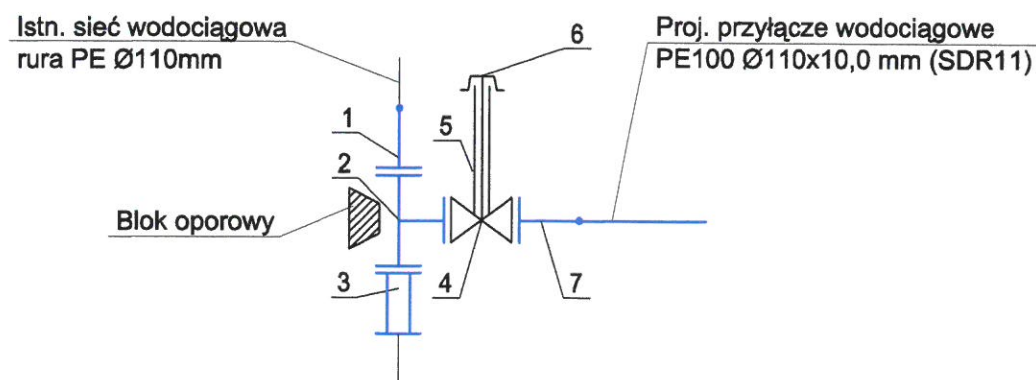 Istn. sieć wodociągowa
rura PE Ø110mm
6
Proj. przyłącze wodociągowe
PE100 Ø110x10,0 mm (SDR11)
1
5
2
Blok oporowy
3
4
7